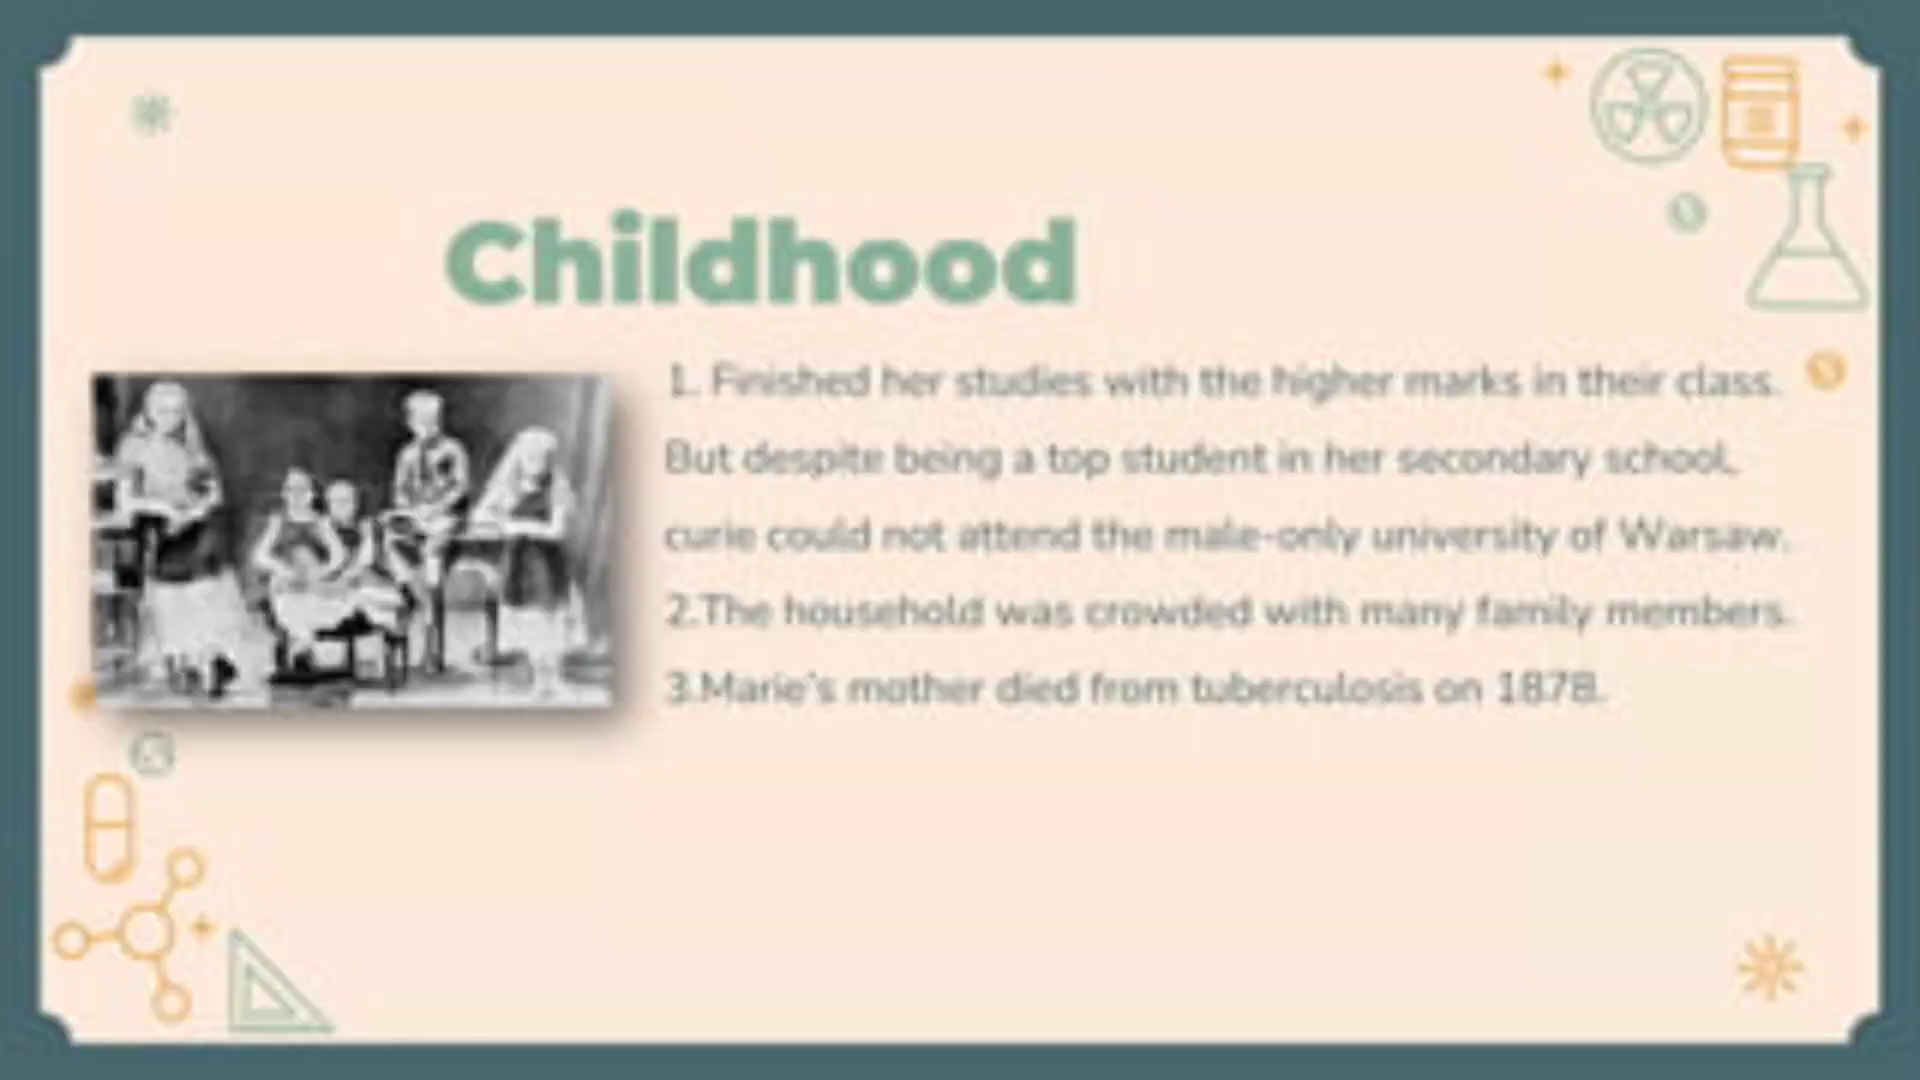 Childhood
1. Finished her studies with the higher marks in their class.
But despite being a top student in her secondary school,
curie could not attend the male-only university of Warsaw.
2.The household was crowded with many family members.
3.Marie's mother died from tuberculosis on 1878.